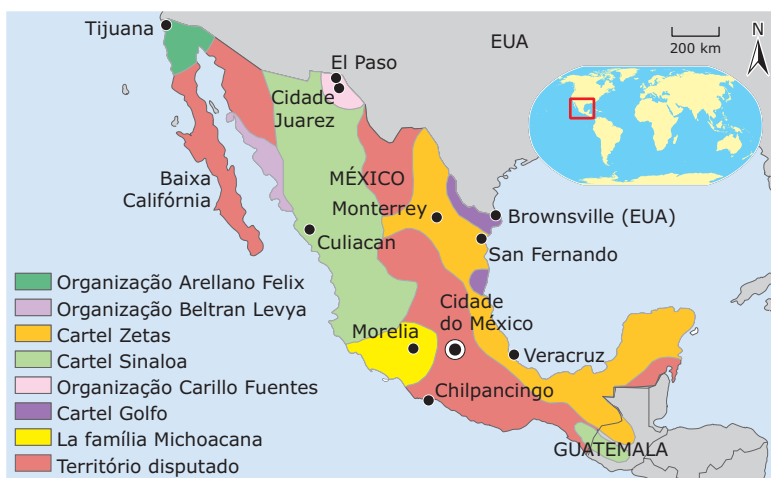 Tijuana
EUA
200 km
N
El Paso
Cidade
Juarez
Baixa
Califórnia
MÉXICO
Monterrey
Brownsville (EUA)
Culiacan
San Fernando
Organização Arellano Felix
Organização Beltran Levya
Cartel Zetas
Cartel Sinaloa
Organização Carillo Fuentes
Cartel Golfo
La família Michoacana
Território disputado
Cidade
do México
Morelia
Veracruz
Chilpancingo
GUATEMALA